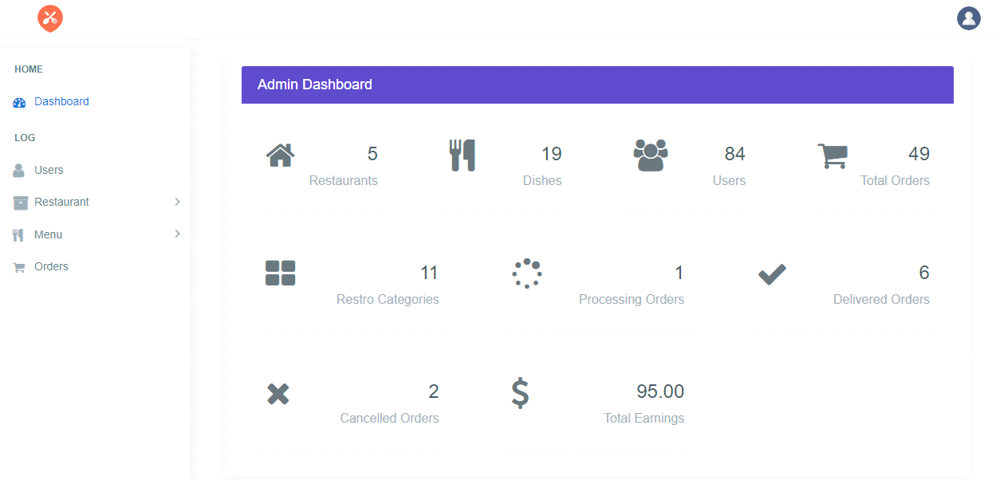 HOME
Dashboard
LOG
Users
Restaurant
Menu
Orders
Admin Dashboard
5
Restaurants
19
Dishes
84
Users
49
Total Orders
11
Restro Categories
1
Processing Orders
6
Delivered Orders
2
Cancelled Orders
95.00
Total Earnings